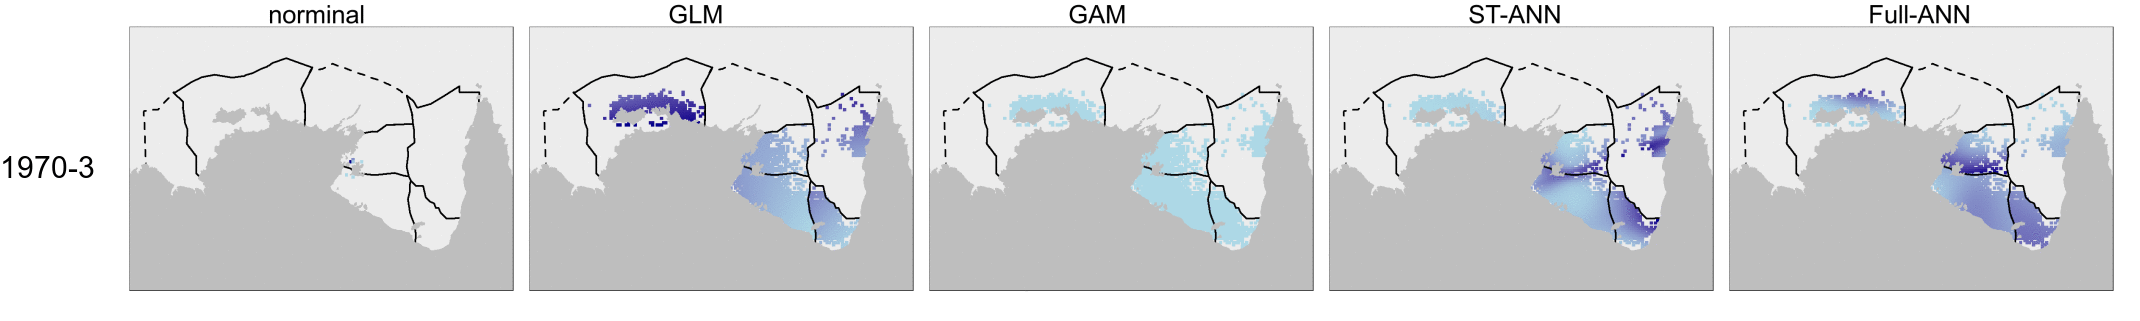 norminal GLM GAM ST-ANN Full-ANN
1970-3